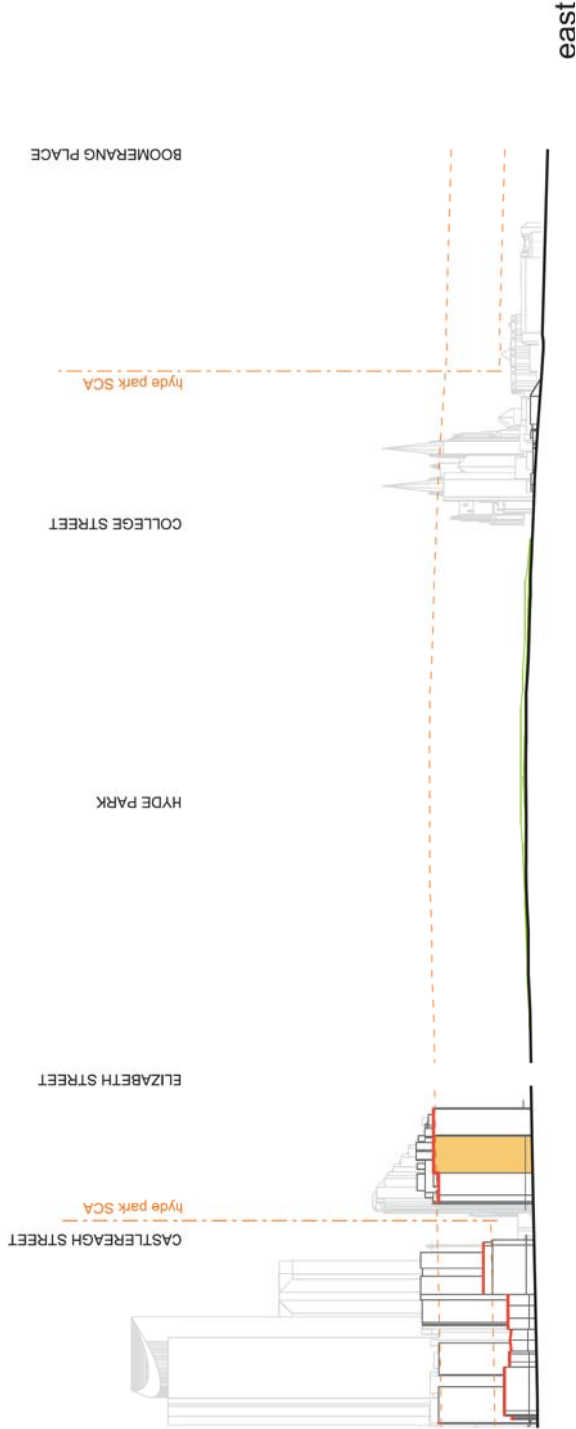 east
BOOMERANG PLACE
hyde park SCA
COLLEGE STREET
HYDE PARK
ELIZABETH STREET
hyde park SCA
CASTLEREAGH STREET